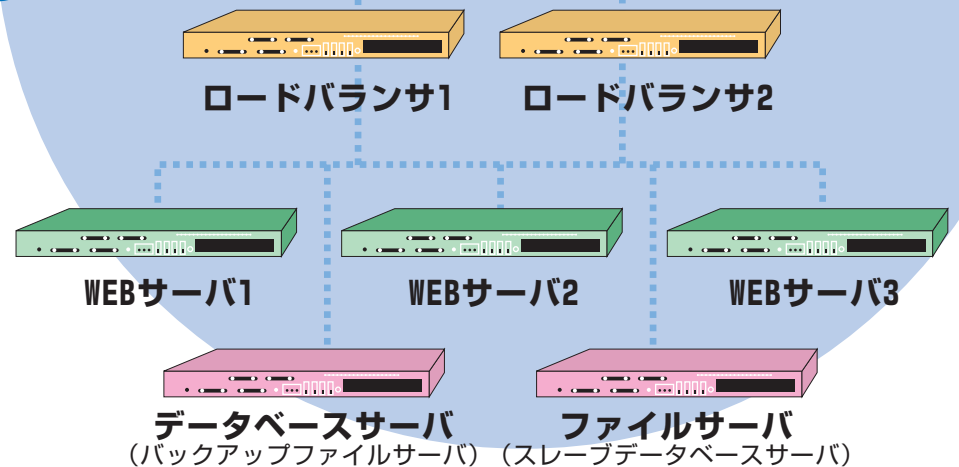 ロードバランサ1 ロードバランサ2
WEBサーバ1 WEBサーバ2 WEBサーバ3
データベースサーバ ファイルサーバ
（バックアップファイルサーバ）（スレーブデータベースサーバ）